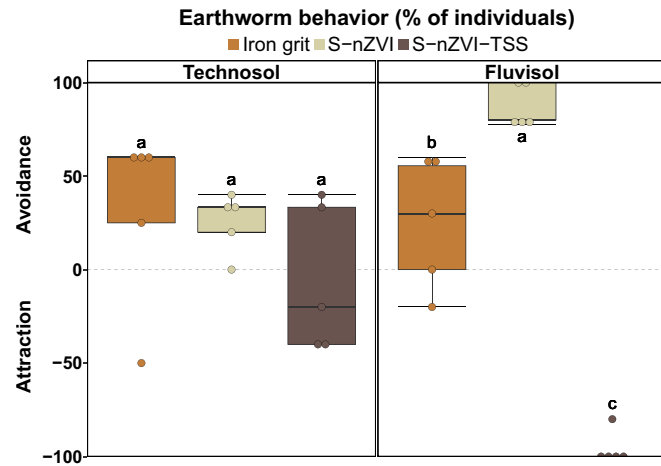 Earthworm behavior (% of individuals)
Iron grit S−nZVI S−nZVI−TSS
Technosol Fluvisol
Avoidance
Attraction
100
50
0
−50
−100
a a a
b a c